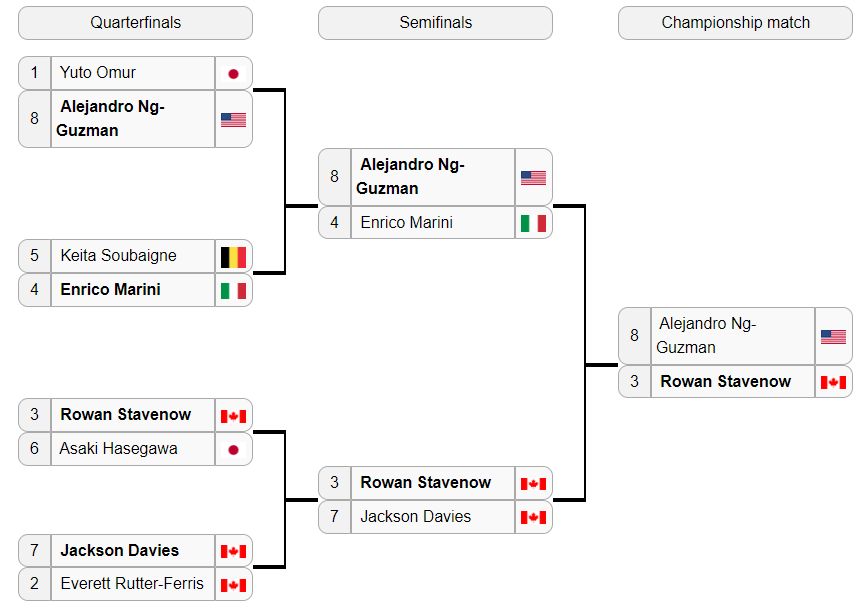 Quarterfinals
Semifinals
Championship match
1 Yuto Omur
8 Alejandro Ng-
Guzman
5 Keita Soubaigne
4 Enrico Marini
3 Rowan Stavenow
6 Asaki Hasegawa
7 Jackson Davies
2 Everett Rutter-Ferris
8 Alejandro Ng-
Guzman
4 Enrico Marini
3 Rowan Stavenow
7 Jackson Davies
8 Alejandro Ng-
Guzman
3 Rowan Stavenow